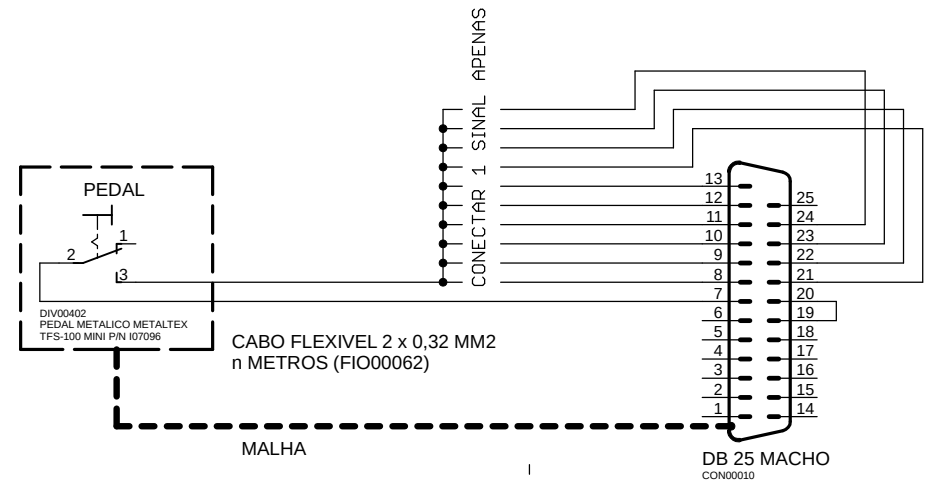 CONECTAR 1 SINAL APENAS
PEDAL
1
2
3
DIV00402
PEDAL METALICO METALTEX
TFS-100 MINI P/N I07096
CABO FLEXIVEL 2 x 0,32 MM2
n METROS (FIO00062)
MALHA
13
12
11
10
9
8
7
6
5
4
3
2
1
25
24
23
22
21
20
19
18
17
16
15
14
DB 25 MACHO
CON00010